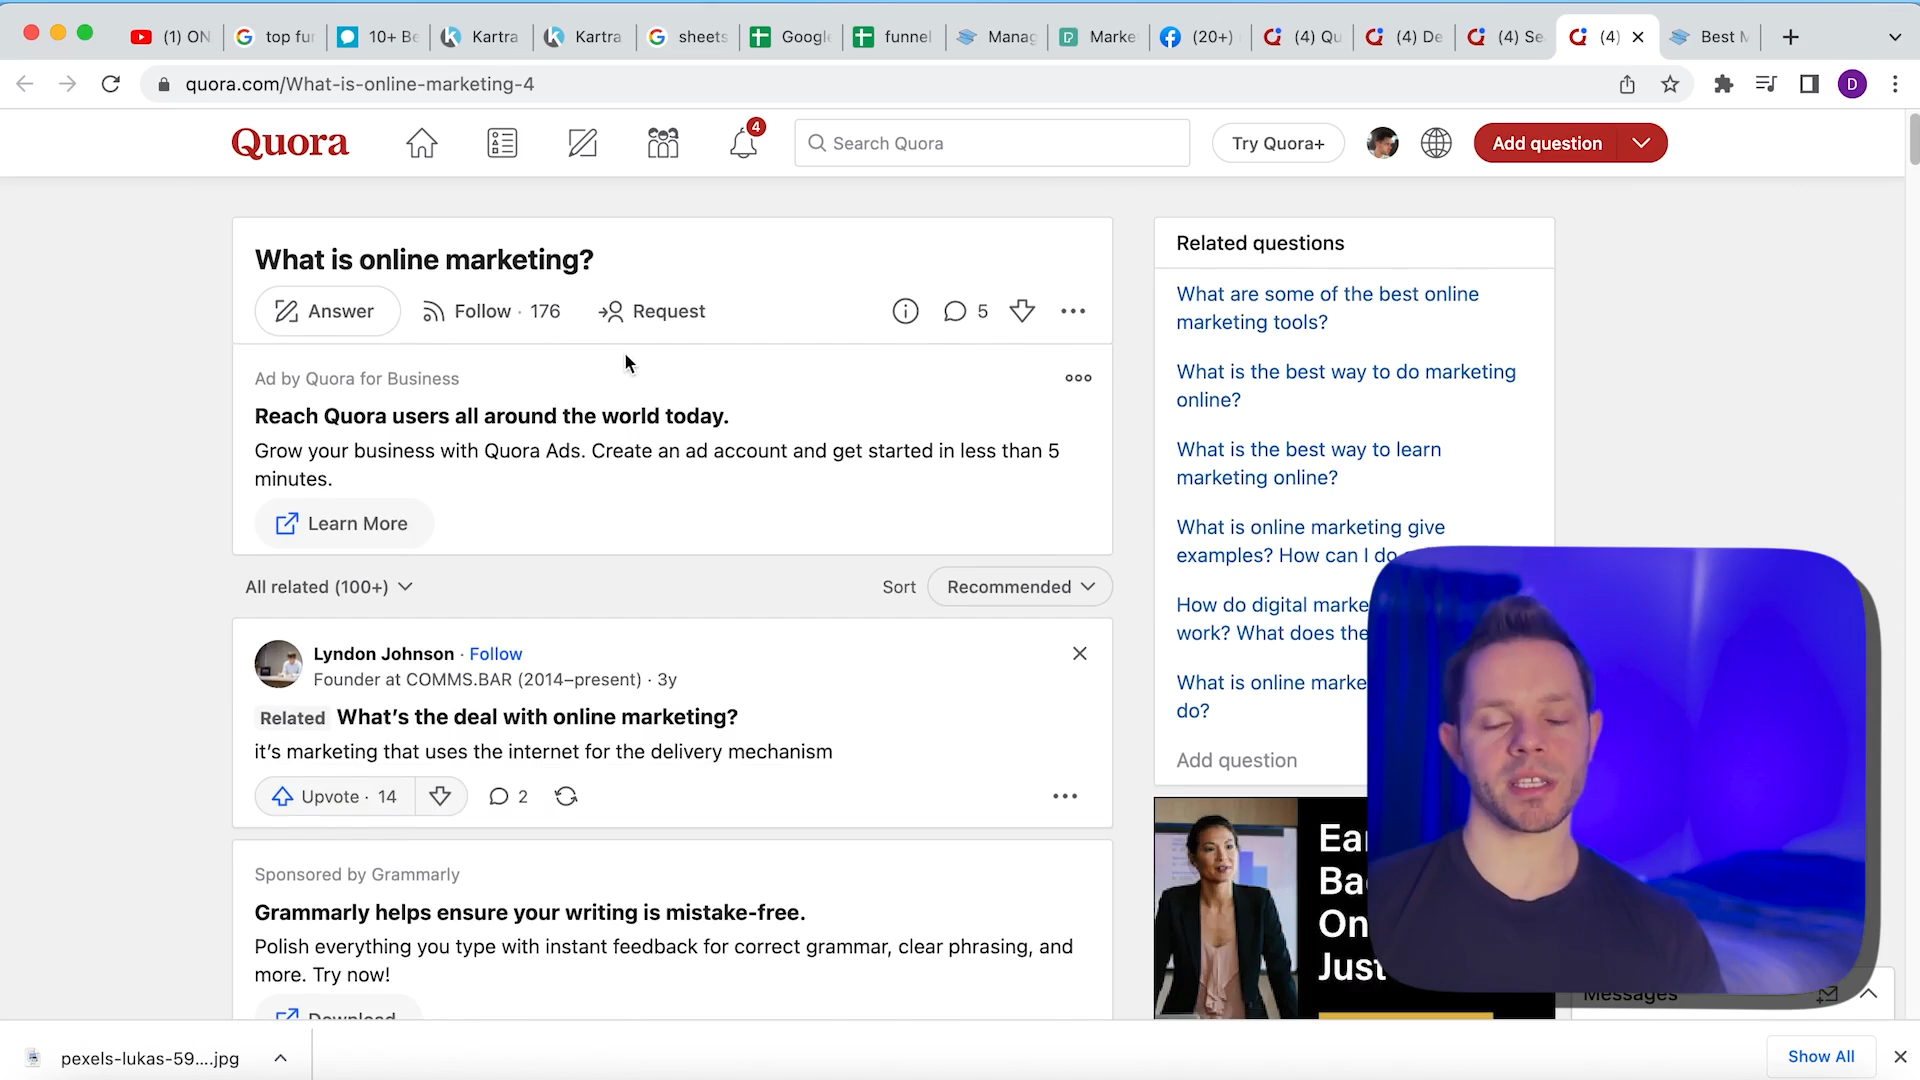 (1) ON
top fur
10+ Be
Kartra
Kartra
sheets
Google
funnel
Manag
Marke
(20+)
(4) Qu
(4) De
(4) Se
(4)
Best M
quora.com/What-is-online-marketing-4
D
Quora
4
Search Quora
Try Quora+
Add question
What is online marketing?
Answer
Follow · 176
Request
5
Ad by Quora for Business
Reach Quora users all around the world today.
Grow your business with Quora Ads. Create an ad account and get started in less than 5
minutes.
Learn More
All related (100+)
Sort
Recommended
Lyndon Johnson · Follow
Founder at COMMS.BAR (2014–present) · 3y
Related What's the deal with online marketing?
it's marketing that uses the internet for the delivery mechanism
Upvote · 14
2
Sponsored by Grammarly
Grammarly helps ensure your writing is mistake-free.
Polish everything you type with instant feedback for correct grammar, clear phrasing, and
more. Try now!
Download
Related questions
What are some of the best online
marketing tools?
What is the best way to do marketing
online?
What is the best way to learn
marketing online?
What is online marketing give
examples? How can I do
How do digital marke
work? What does the
What is online marke
do?
Add question
Ea
Ba
On
Just
Messages
pexels-lukas-59....jpg
Show All